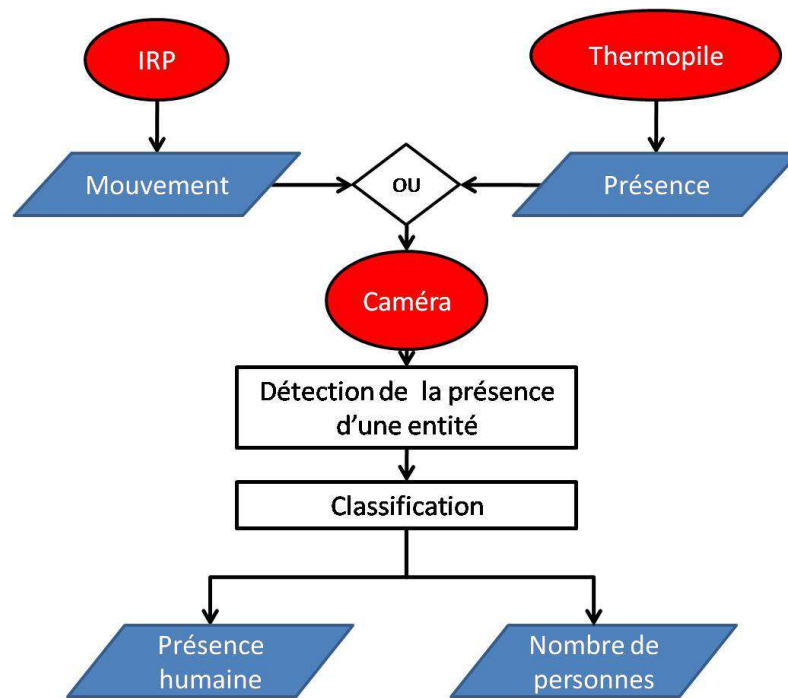 IRP
Thermopile
Mouvement
OU
Présence
Caméra
Détection de la présence
d'une entité
Classification
Présence
humaine
Nombre de
personnes